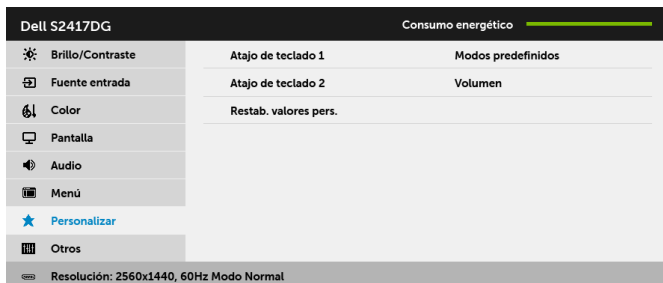 Dell S2417DG Consumo energético
Brillo/Contraste Atajo de teclado 1 Modos predefinidos
Fuente entrada Atajo de teclado 2 Volumen
Color Restab. valores pers.
Pantalla
Audio
Menú
Personalizar
Otros
Resolución: 2560x1440, 60Hz Modo Normal